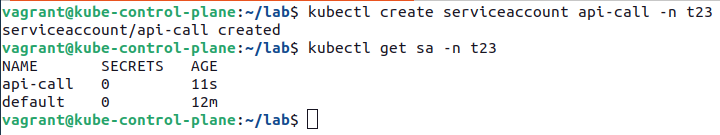 vagrant@kube-control-plane:~/lab$ kubectl create serviceaccount api-call -n t23
serviceaccount/api-call created
vagrant@kube-control-plane:~/lab$ kubectl get sa -n t23
NAME       SECRETS   AGE
api-call   0         11s
default    0         12m
vagrant@kube-control-plane:~/lab$